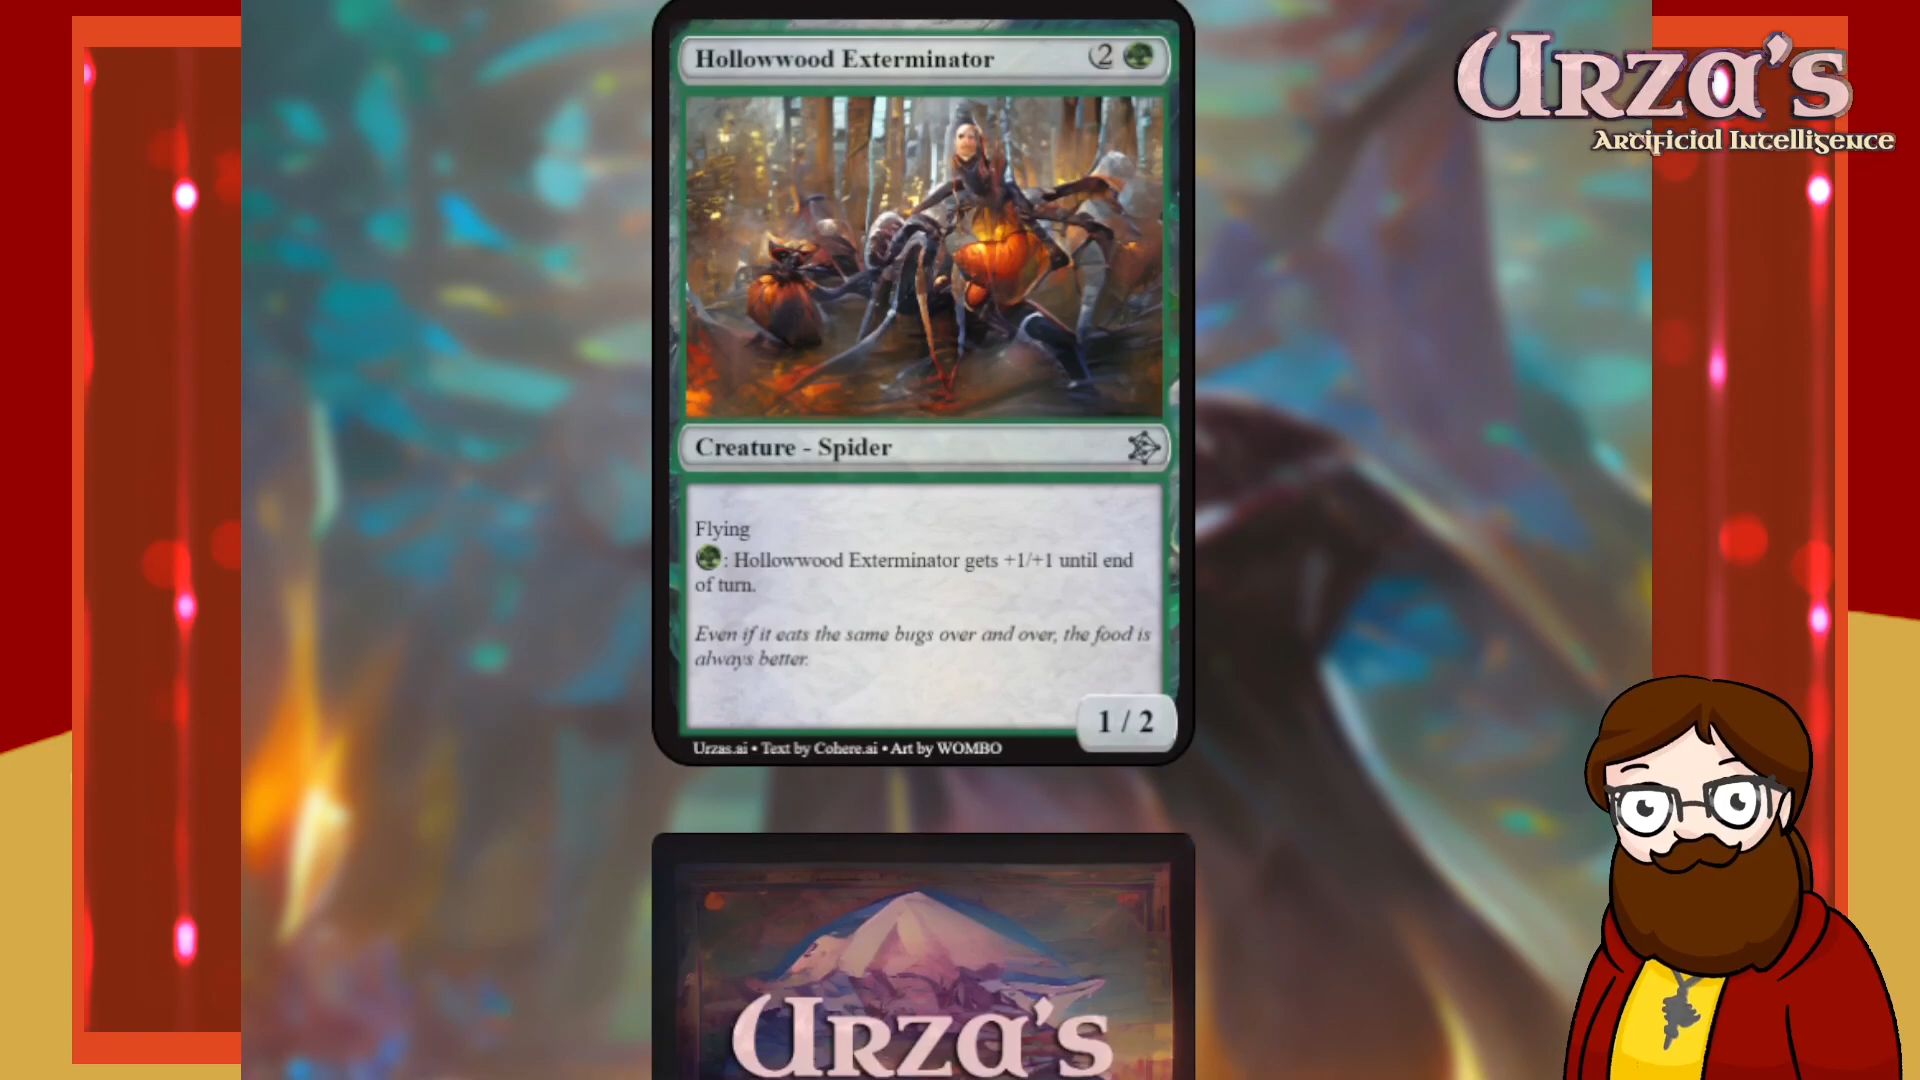 Hollowwood Exterminator 2
Urza's
Artificial Intelligence
Creature - Spider
Flying
: Hollowwood Exterminator gets +1/+1 until end
of turn.
Even if it eats the same bugs over and over, the food is
always better.
1 / 2
Urzas.ai • Text by Cohere.ai • Art by WOMBO
Urza's